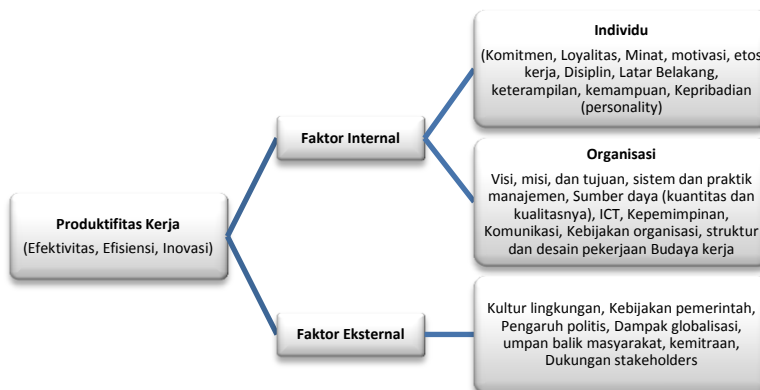 Individu
(Komitmen, Loyalitas, Minat, motivasi, etos
kerja, Disiplin, Latar Belakang,
keterampilan, kemampuan, Kepribadian
(personality)
Faktor Internal
Organisasi
Visi, misi, dan tujuan, sistem dan praktik
manajemen, Sumber daya (kuantitas dan
kualitasnya), ICT, Kepemimpinan,
Komunikasi, Kebijakan organisasi, struktur
dan desain pekerjaan Budaya kerja
Produktifitas Kerja
(Efektivitas, Efisiensi, Inovasi)
Faktor Eksternal
Kultur lingkungan, Kebijakan pemerintah,
Pengaruh politis, Dampak globalisasi,
umpan balik masyarakat, kemitraan,
Dukungan stakeholders